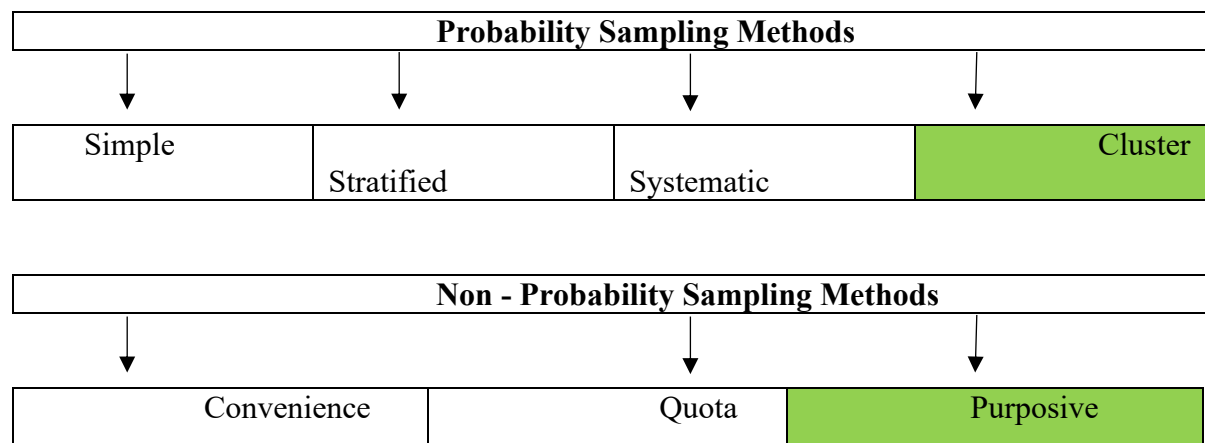 Probability Sampling Methods
Simple
Stratified
Systematic
Cluster
Non - Probability Sampling Methods
Convenience
Quota
Purposive